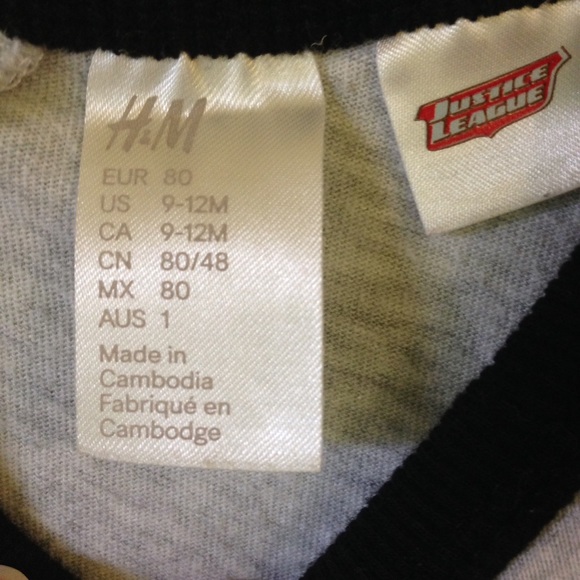 H&M
EUR 80
US 9-12M
CA 9-12M
CN 80/48
MX 80
AUS 1
Made in
Cambodia
Fabriqué en
Cambodge
JUSTICE
LEAGUE